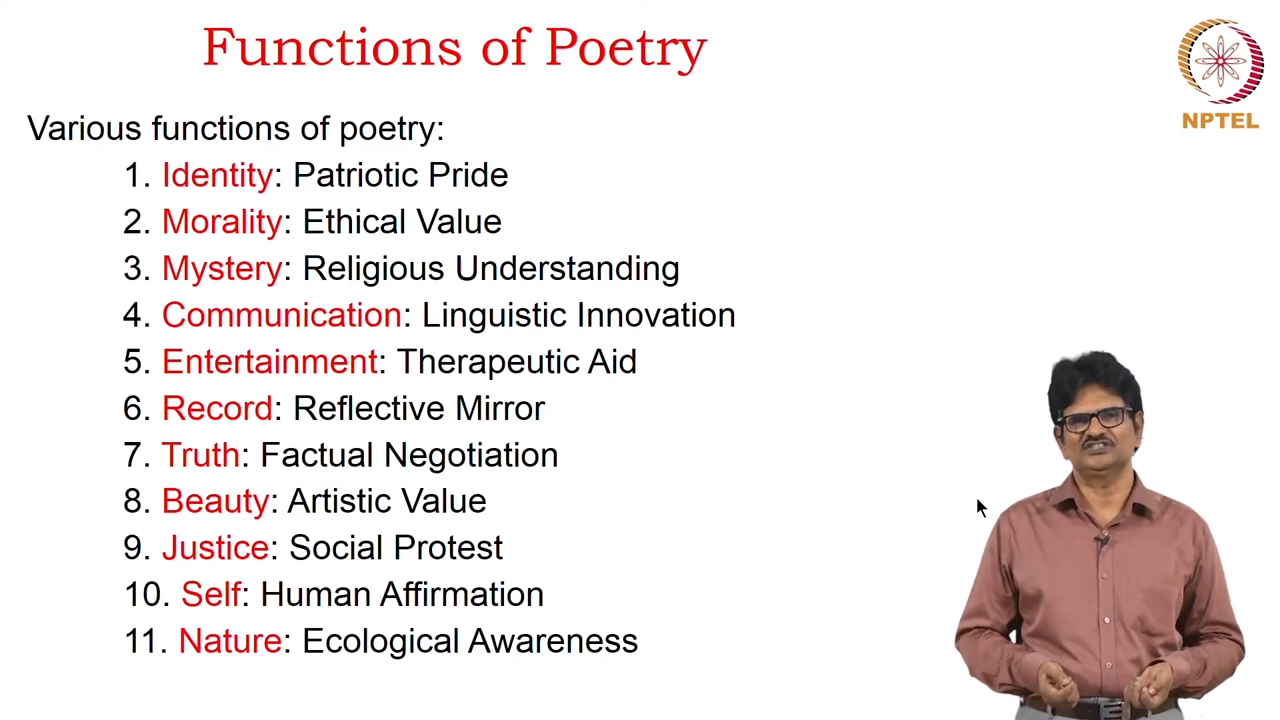 Functions of Poetry
NPTEL
Various functions of poetry:
1. Identity: Patriotic Pride
2. Morality: Ethical Value
3. Mystery: Religious Understanding
4. Communication: Linguistic Innovation
5. Entertainment: Therapeutic Aid
6. Record: Reflective Mirror
7. Truth: Factual Negotiation
8. Beauty: Artistic Value
9. Justice: Social Protest
10. Self: Human Affirmation
11. Nature: Ecological Awareness